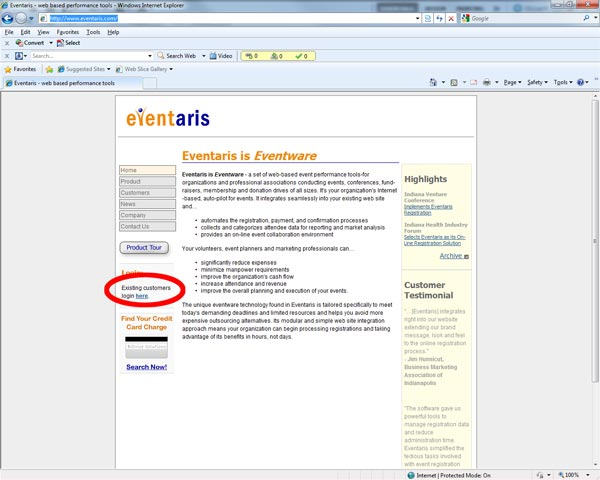 Eventaris - web based performance tools - Windows Internet Explorer
http://www.eventaris.com/
Google
File Edit View Favorites Tools Help
Convert Select
Search... Search Web Video 0 0 0
Favorites Suggested Sites Web Slice Gallery
Eventaris - web based performance tools
Page Safety Tools
eventaris
Eventaris is Eventware
Home
Product
Customers
News
Company
Contact Us
Product Tour
Login
Existing customers
login here.
Find Your Credit
Card Charge
Search Now!
Eventaris is Eventware - a set of web-based event performance tools-for
organizations and professional associations conducting events, conferences, fund-
raisers, membership and donation drives of all sizes. It's your organization's Internet
-based, auto-pilot for events. It integrates seamlessly into your existing web site
and...
• automates the registration, payment, and confirmation processes
• collects and categorizes attendee data for reporting and market analysis
• provides an on-line event collaboration environment
Your volunteers, event planners and marketing professionals can...
• significantly reduce expenses
• minimize manpower requirements
• improve the organization's cash flow
• increase attendance and revenue
• improve the overall planning and execution of your events.
The unique eventware technology found in Eventaris is tailored specifically to meet
today's demanding deadlines and limited resources and helps you avoid more
expensive outsourcing alternatives. Its modular and simple web site integration
approach means your organization can begin processing registrations and taking
advantage of its benefits in hours, not days.
Highlights
Indiana Venture
Conference
Implements Eventaris
Registration
Indiana Health Industry
Forum
Selects Eventaris as its On-
Line Registration Solution
Archive
Customer
Testimonial
"... [Eventaris] integrates
right into our website
extending our brand
message, our look and
feel to the online
registration process."
- Jim Hunnicut,
Business Marketing
Association of
Indianapolis
"The software gave us
powerful tools to
manage registration data
and reduce
administration time.
Eventaris simplified the
tedious tasks involved
with event registration
Internet | Protected Mode: On
100%